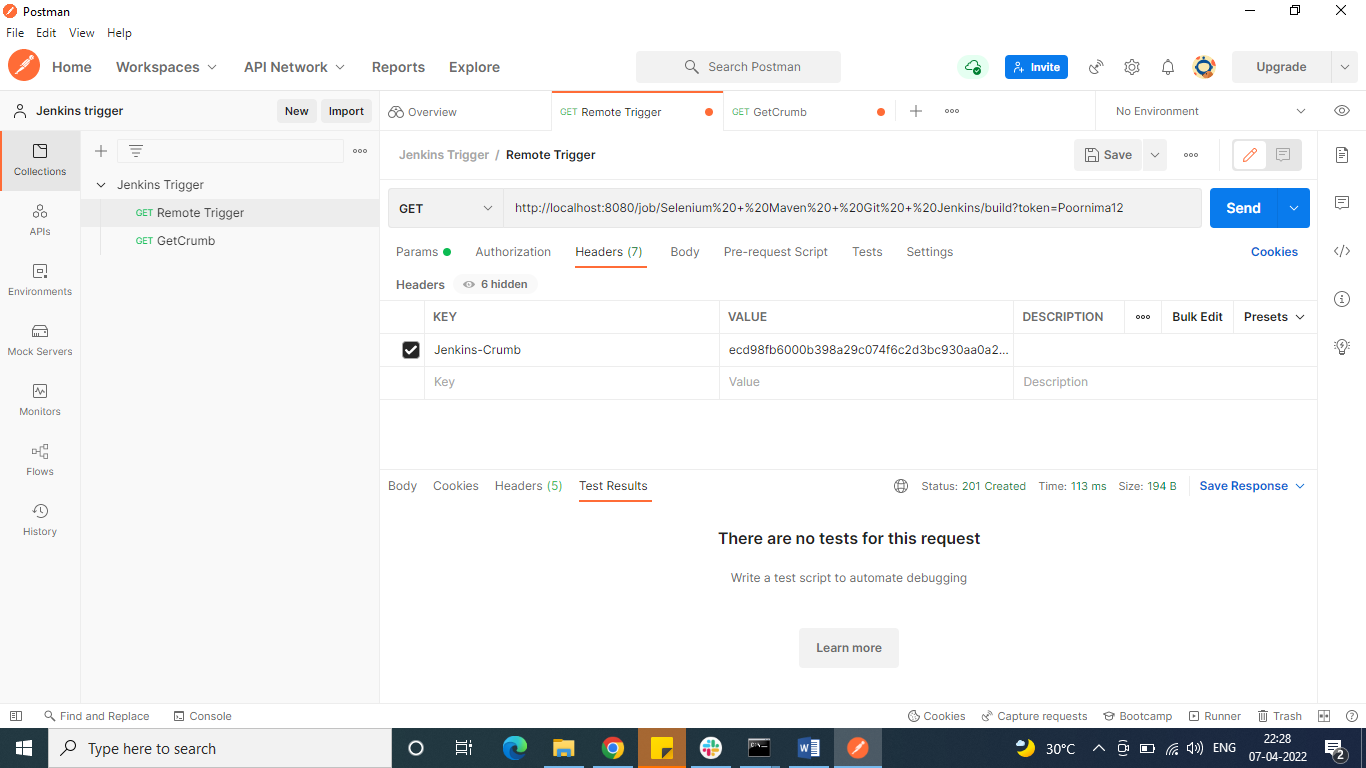 Postman
File Edit View Help
Home Workspaces API Network Reports Explore Search Postman Invite Upgrade
Jenkins trigger New Import Overview GET Remote Trigger GET GetCrumb No Environment
Collections
APIs
Environments
Mock Servers
Monitors
Flows
History
Jenkins Trigger
GET Remote Trigger
GET GetCrumb
Jenkins Trigger / Remote Trigger Save
GET http://localhost:8080/job/Selenium%20+%20Maven%20+%20Git%20+%20Jenkins/build?token=Poornima12 Send
Params Authorization Headers (7) Body Pre-request Script Tests Settings Cookies
Headers 6 hidden
KEY VALUE DESCRIPTION Bulk Edit Presets
Jenkins-Crumb ecd98fb6000b398a29c074f6c2d3bc930aa0a2...
Key Value Description
Body Cookies Headers (5) Test Results Status: 201 Created Time: 113 ms Size: 194 B Save Response
There are no tests for this request
Write a test script to automate debugging
Learn more
Find and Replace Console Cookies Capture requests Bootcamp Runner Trash
Type here to search 30°C ENG 22:28
07-04-2022 2